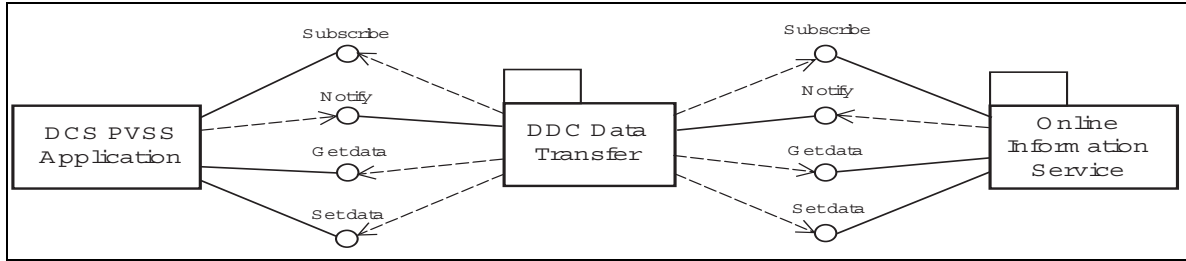 Subscribe
Notify
Getdata
Setdata
DCS PVSS
Application
DDC Data
Transfer
Subscribe
Notify
Getdata
Setdata
Online
Information
Service